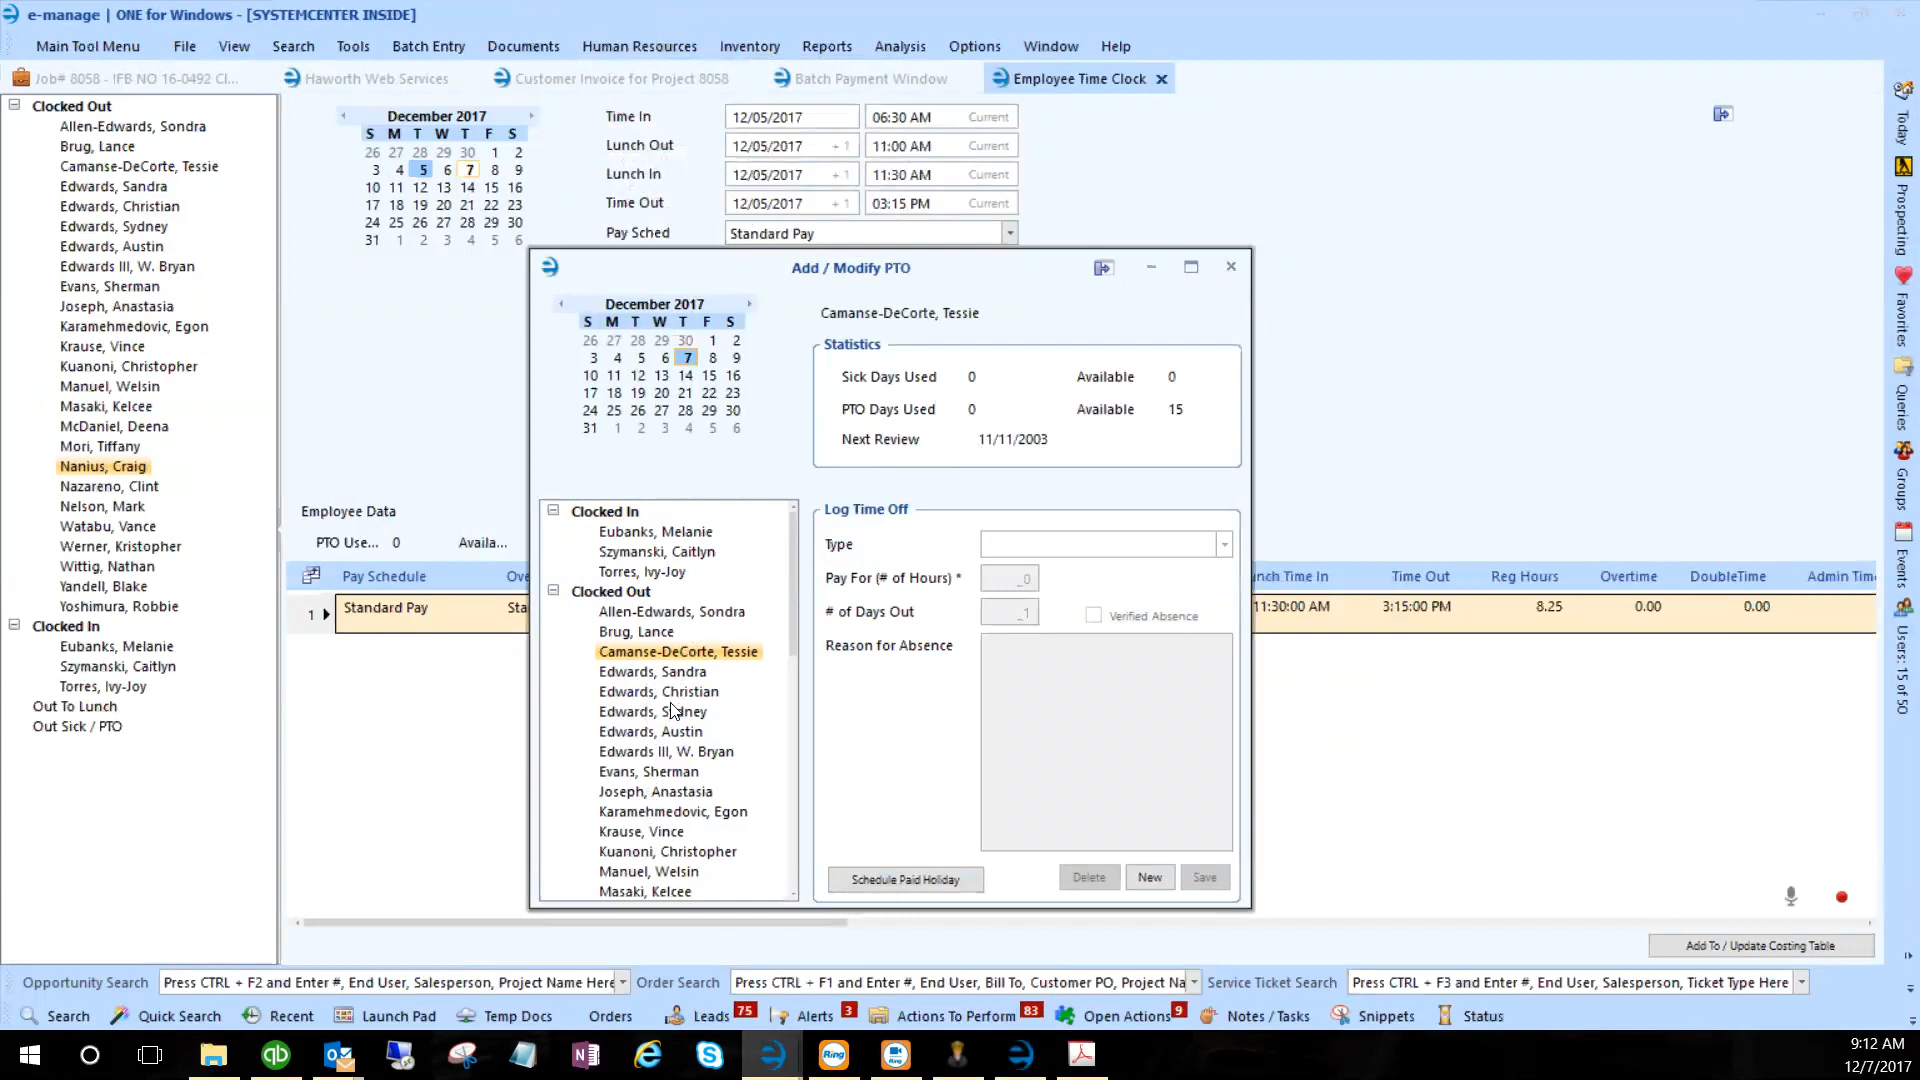 e-manage | ONE for Windows - [SYSTEMCENTER INSIDE]
Main Tool Menu File View Search Tools Batch Entry Documents Human Resources Inventory Reports Analysis Options Window Help
Job# 8058 - IFB NO 16-0492 Cl... Haworth Web Services Customer Invoice for Project 8058 Batch Payment Window Employee Time Clock
Clocked Out
Allen-Edwards, Sondra
Brug, Lance
Camanse-DeCorte, Tessie
Edwards, Sandra
Edwards, Christian
Edwards, Sydney
Edwards, Austin
Edwards III, W. Bryan
Evans, Sherman
Joseph, Anastasia
Karamehmedovic, Egon
Krause, Vince
Kuanoni, Christopher
Manuel, Welsin
Masaki, Kelcee
McDaniel, Deena
Mori, Tiffany
Nanius, Craig
Nazareno, Clint
Nelson, Mark
Watabu, Vance
Werner, Kristopher
Wittig, Nathan
Yandell, Blake
Yoshimura, Robbie
Clocked In
Eubanks, Melanie
Szymanski, Caitlyn
Torres, Ivy-Joy
Out To Lunch
Out Sick / PTO
December 2017
S M T W T F S
26 27 28 29 30 1 2
3 4 5 6 7 8 9
10 11 12 13 14 15 16
17 18 19 20 21 22 23
24 25 26 27 28 29 30
31 1 2 3 4 5 6
Time In 12/05/2017 06:30 AM Current
Lunch Out 12/05/2017 + 1 11:00 AM Current
Lunch In 12/05/2017 + 1 11:30 AM Current
Time Out 12/05/2017 + 1 03:15 PM Current
Pay Sched Standard Pay
Employee Data
PTO Use... 0 Availa...
Pay Schedule
1 Standard Pay
Time In Time Out Reg Hours Overtime DoubleTime
11:30:00 AM 3:15:00 PM 8.25 0.00 0.00
Add / Modify PTO
December 2017
S M T W T F S
26 27 28 29 30 1 2
3 4 5 6 7 8 9
10 11 12 13 14 15 16
17 18 19 20 21 22 23
24 25 26 27 28 29 30
31 1 2 3 4 5 6
Camanse-DeCorte, Tessie
Statistics
Sick Days Used 0 Available 0
PTO Days Used 0 Available 15
Next Review 11/11/2003
Clocked In
Eubanks, Melanie
Szymanski, Caitlyn
Torres, Ivy-Joy
Clocked Out
Allen-Edwards, Sondra
Brug, Lance
Camanse-DeCorte, Tessie
Edwards, Sandra
Edwards, Christian
Edwards, Sydney
Edwards, Austin
Edwards III, W. Bryan
Evans, Sherman
Joseph, Anastasia
Karamehmedovic, Egon
Krause, Vince
Kuanoni, Christopher
Manuel, Welsin
Masaki, Kelcee
Log Time Off
Type
Pay For (# of Hours) * _0
# of Days Out _1 Verified Absence
Reason for Absence
Schedule Paid Holiday Delete New Save
Add To / Update Costing Table
Today
Prospecting
Favorites
Queries
Groups
Events
Users: 15 of 50
Opportunity Search Press CTRL + F2 and Enter #, End User, Salesperson, Project Name Here Order Search Press CTRL + F1 and Enter #, End User, Bill To, Customer PO, Project Na Service Ticket Search Press CTRL + F3 and Enter #, End User, Salesperson, Ticket Type Here
Search Quick Search Recent Launch Pad Temp Docs Orders Leads 75 Alerts 3 Actions To Perform 83 Open Actions 9 Notes / Tasks Snippets Status
Ring Ring
9:12 AM
12/7/2017